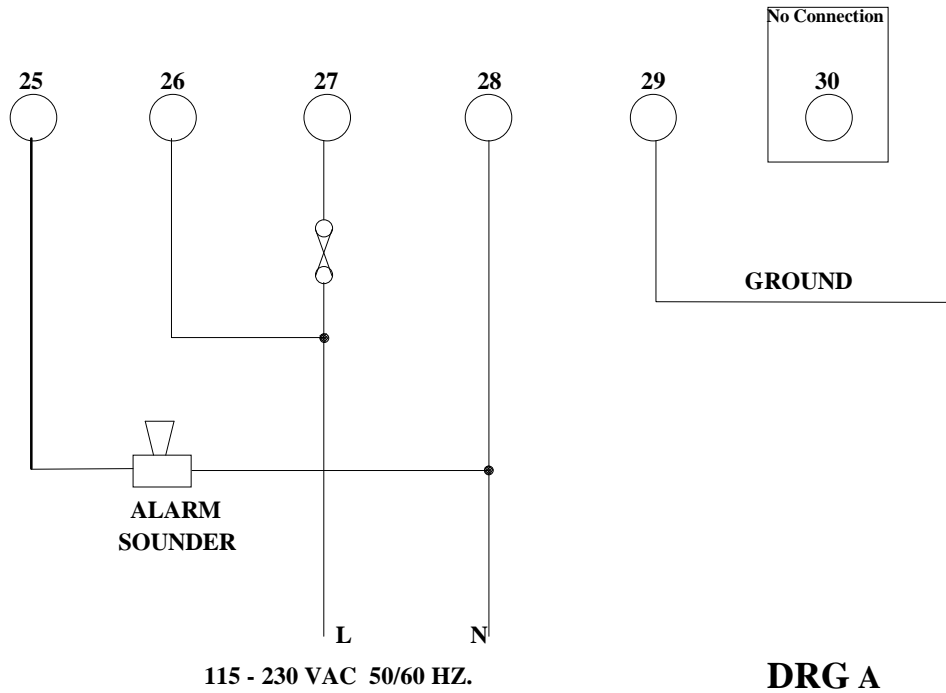 No Connection
25 26 27 28 29 30
GROUND
ALARM
SOUNDER
L N
115 - 230 VAC 50/60 HZ.
DRG A